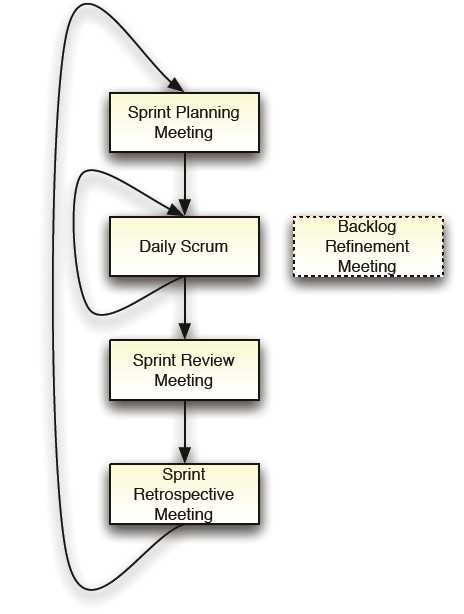 Sprint Planning
Meeting
Daily Scrum
Backlog
Refinement
Meeting
Sprint Review
Meeting
Sprint
Retrospective
Meeting